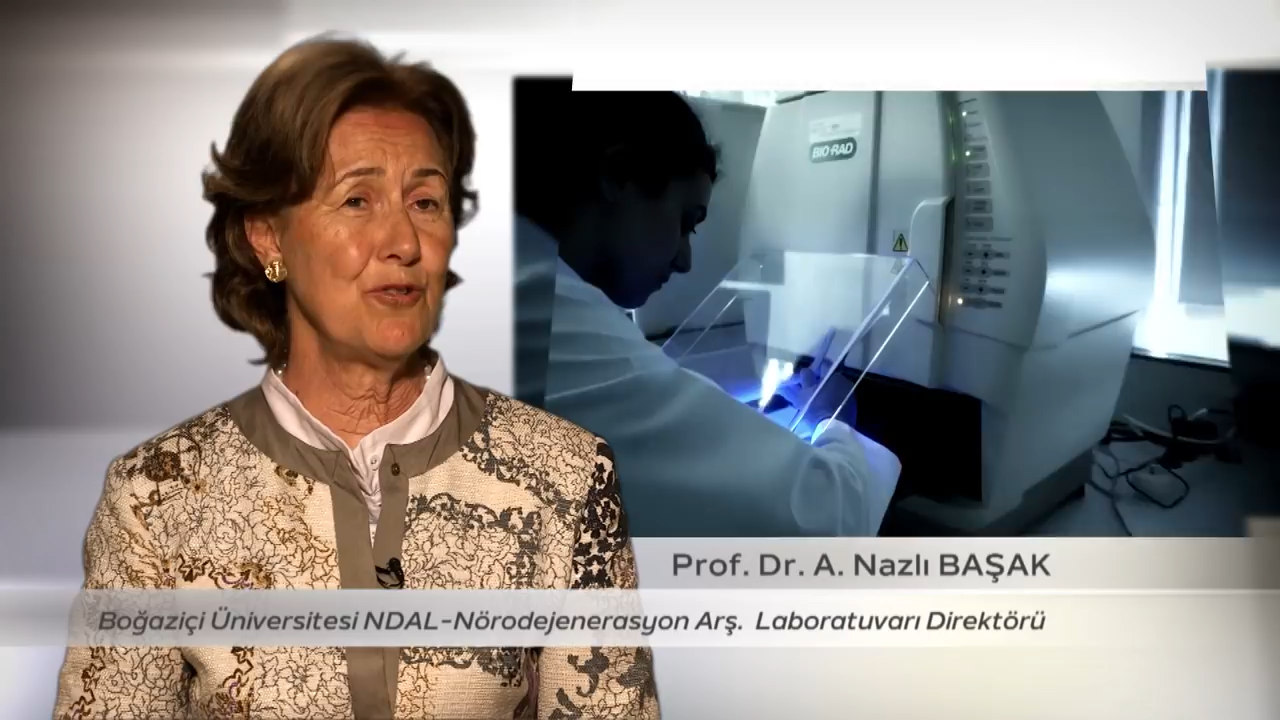 BIO-RAD
Prof. Dr. A. Nazlı BAŞAK
Boğaziçi Üniversitesi NDAL-Nörodejenerasyon Arş. Laboratuvarı Direktörü